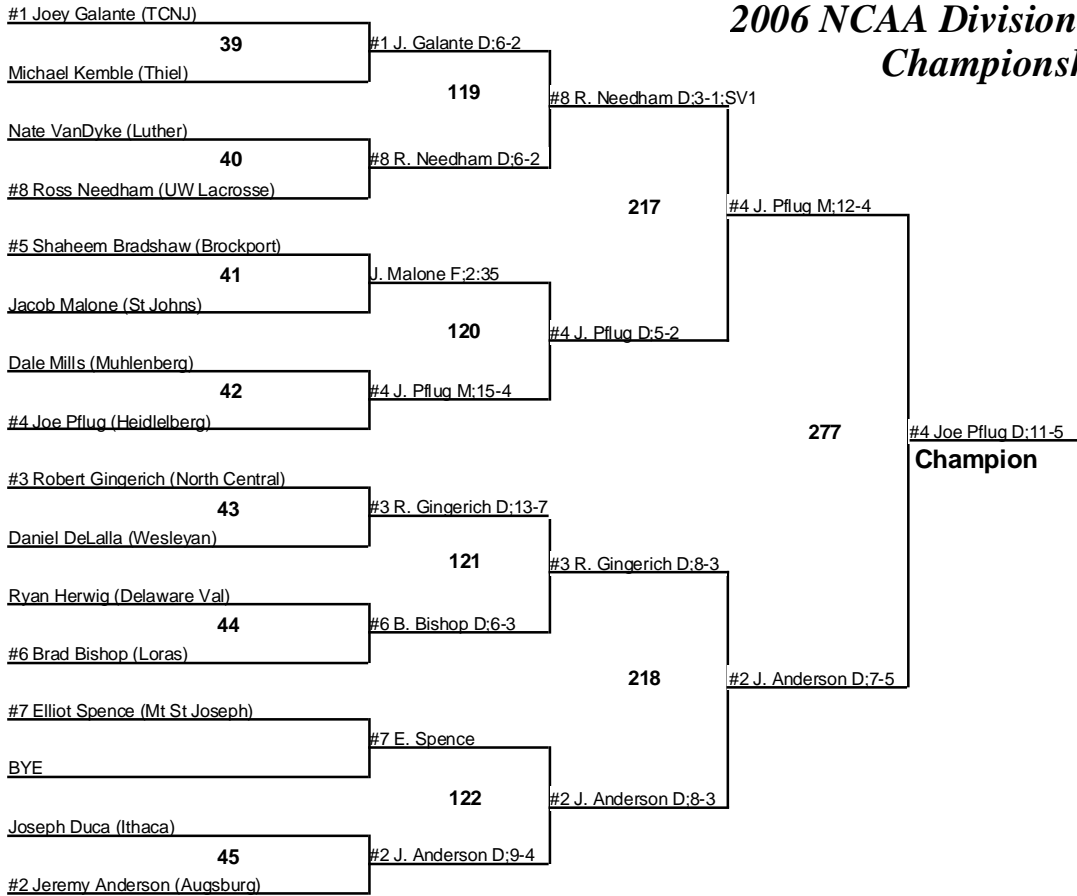 2006 NCAA Division
Championsh
#1 Joey Galante (TCNJ)
39
#1 J. Galante D;6-2
Michael Kemble (Thiel)
119
#8 R. Needham D;3-1;SV1
Nate VanDyke (Luther)
40
#8 R. Needham D;6-2
#8 Ross Needham (UW Lacrosse)
217
#4 J. Pflug M;12-4
#5 Shaheem Bradshaw (Brockport)
41
J. Malone F;2:35
Jacob Malone (St Johns)
120
#4 J. Pflug D:5-2
Dale Mills (Muhlenberg)
42
#4 J. Pflug M;15-4
#4 Joe Pflug (Heidlelberg)
277
#4 Joe Pflug D;11-5
Champion
#3 Robert Gingerich (North Central)
43
#3 R. Gingerich D;13-7
Daniel DeLalla (Wesleyan)
121
#3 R. Gingerich D;8-3
Ryan Herwig (Delaware Val)
44
#6 B. Bishop D;6-3
#6 Brad Bishop (Loras)
218
#2 J. Anderson D;7-5
#7 Elliot Spence (Mt St Joseph)
#7 E. Spence
BYE
122
#2 J. Anderson D;8-3
Joseph Duca (Ithaca)
45
#2 J. Anderson D;9-4
#2 Jeremy Anderson (Augsburg)